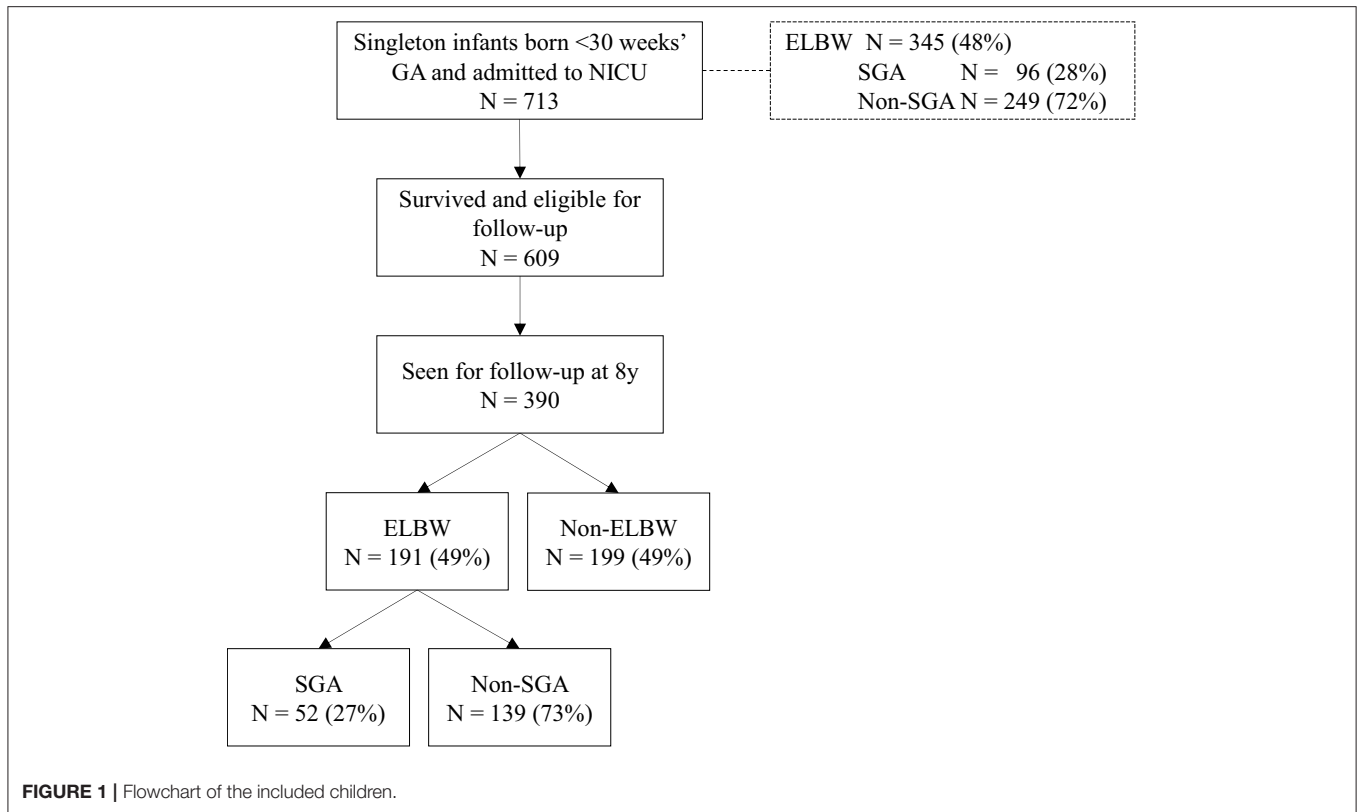 Singleton infants born <30 weeks’
GA and admitted to NICU
N = 713
ELBW N = 345 (48%)
SGA N = 96 (28%)
Non-SGA N = 249 (72%)
Survived and eligible for
follow-up
N = 609
Seen for follow-up at 8y
N = 390
ELBW
N = 191 (49%)
Non-ELBW
N = 199 (49%)
SGA
N = 52 (27%)
Non-SGA
N = 139 (73%)
FIGURE 1 | Flowchart of the included children.